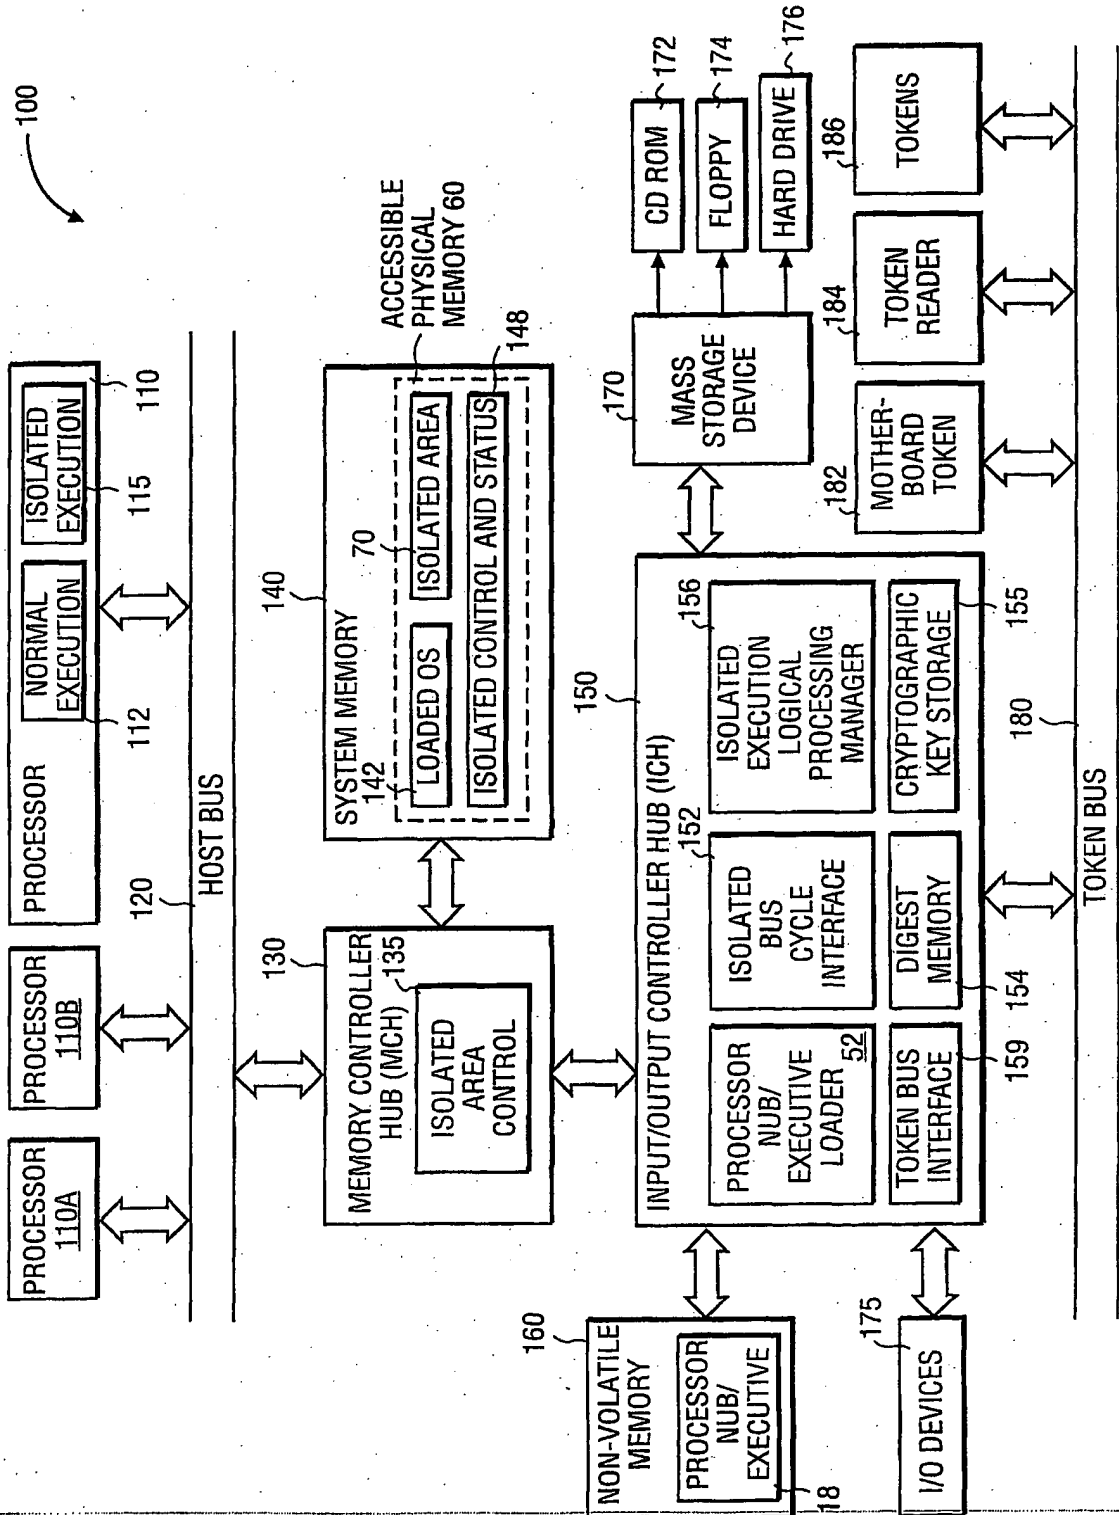 100
PROCESSOR
110A
PROCESSOR
110B
PROCESSOR
NORMAL
EXECUTION
112
ISOLATED
EXECUTION
115
110
120
HOST BUS
130
MEMORY CONTROLLER
HUB (MCH)
135
ISOLATED
AREA
CONTROL
140
SYSTEM MEMORY
142
LOADED OS
70
ISOLATED AREA
ISOLATED CONTROL AND STATUS
148
ACCESSIBLE
PHYSICAL
MEMORY 60
160
NON-VOLATILE
MEMORY
PROCESSOR
NUB/
EXECUTIVE
18
150
INPUT/OUTPUT CONTROLLER HUB (ICH)
PROCESSOR
NUB/
EXECUTIVE
LOADER
52
152
ISOLATED
BUS
CYCLE
INTERFACE
156
ISOLATED
EXECUTION
LOGICAL
PROCESSING
MANAGER
TOKEN BUS
INTERFACE
159
DIGEST
MEMORY
154
CRYPTOGRAPHIC
KEY STORAGE
155
170
MASS
STORAGE
DEVICE
CD ROM
172
FLOPPY
174
HARD DRIVE
176
175
I/O DEVICES
182
MOTHER-
BOARD
TOKEN
184
TOKEN
READER
186
TOKENS
180
TOKEN BUS